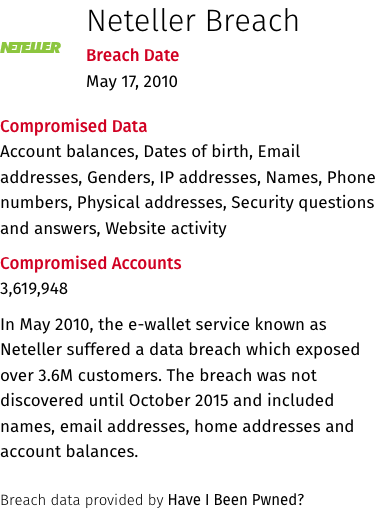 Neteller Breach
NETELLER
Breach Date
May 17, 2010
Compromised Data
Account balances, Dates of birth, Email
addresses, Genders, IP addresses, Names, Phone
numbers, Physical addresses, Security questions
and answers, Website activity
Compromised Accounts
3,619,948
In May 2010, the e-wallet service known as
Neteller suffered a data breach which exposed
over 3.6M customers. The breach was not
discovered until October 2015 and included
names, email addresses, home addresses and
account balances.
Breach data provided by Have I Been Pwned?